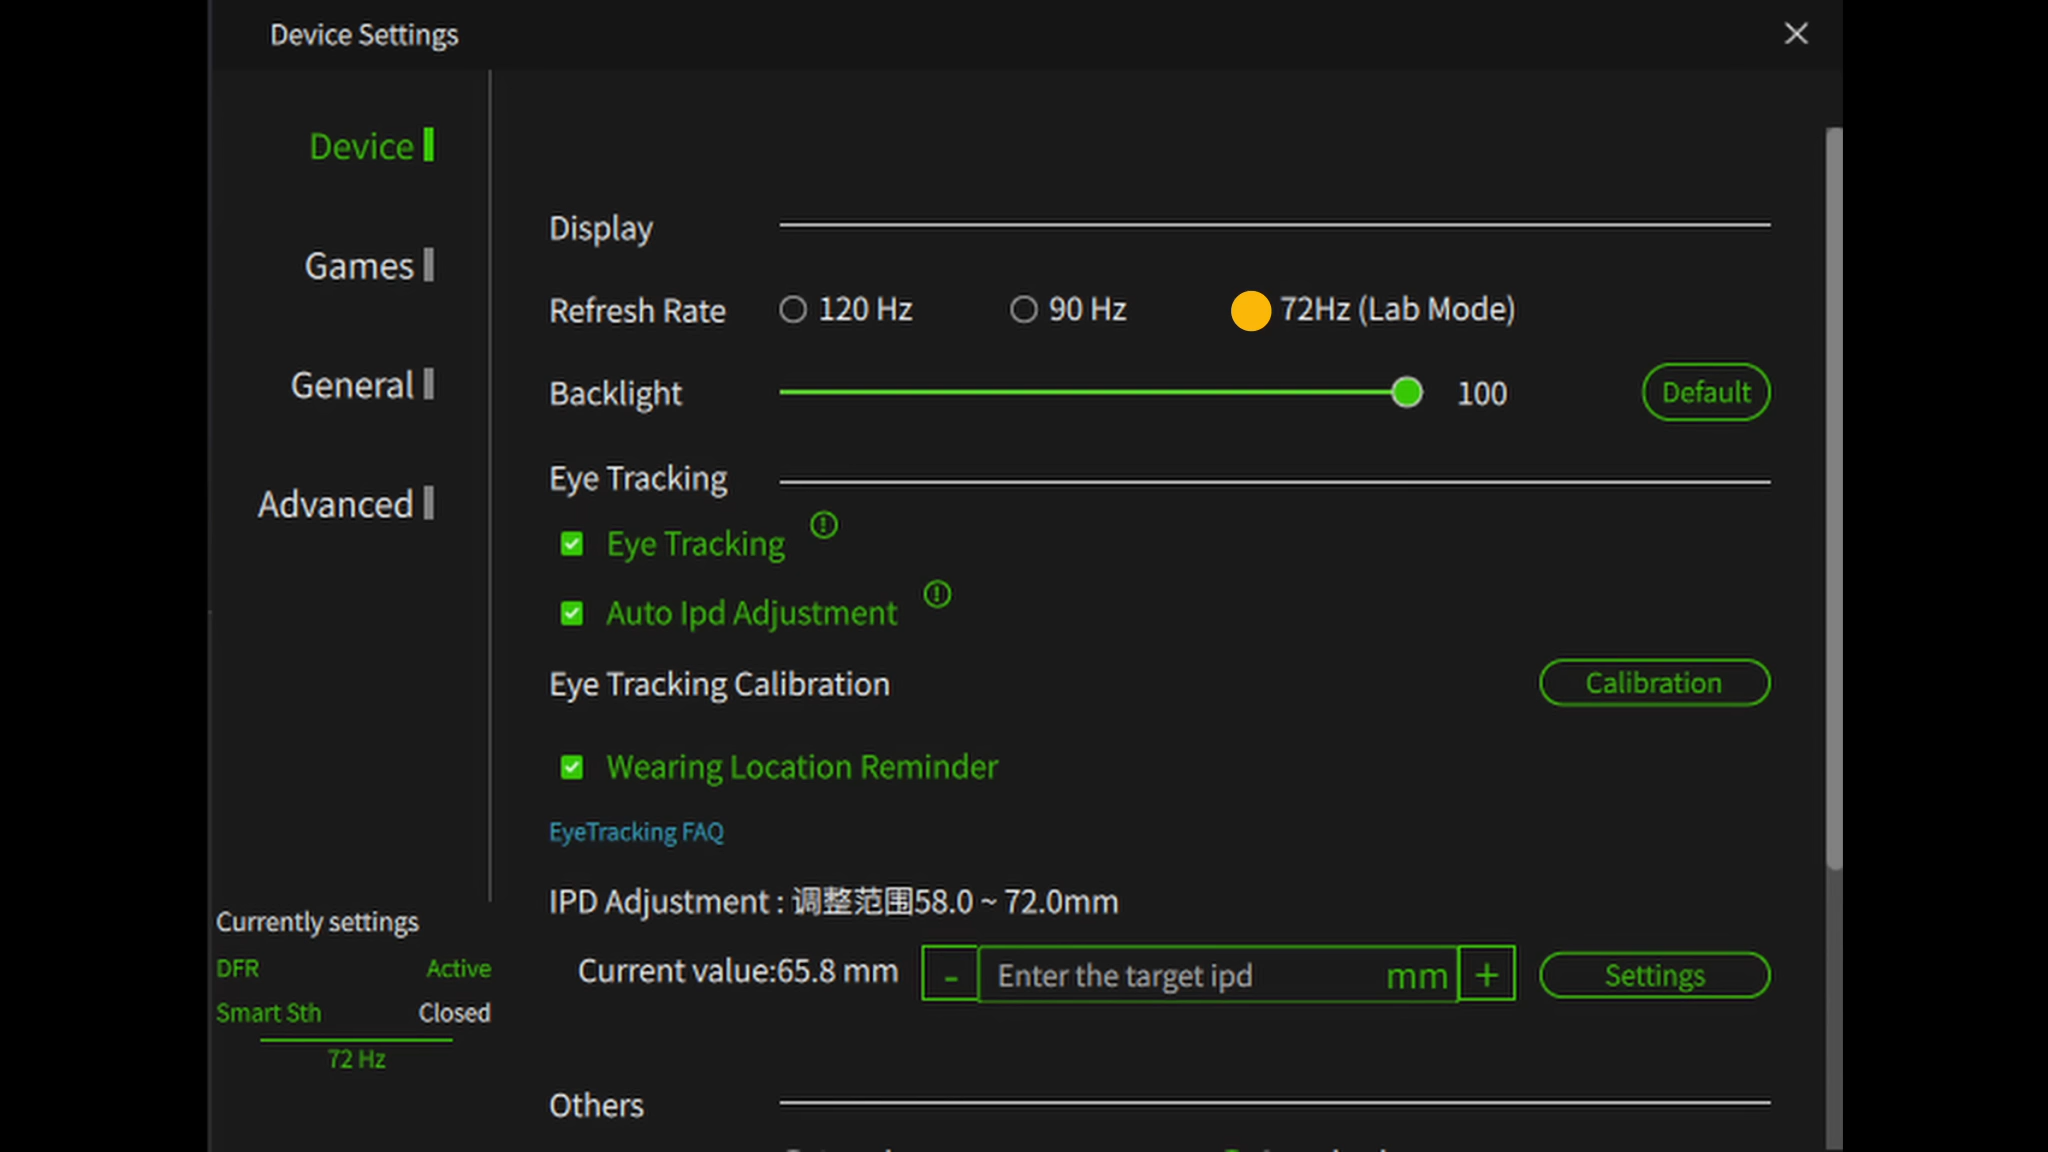 Device Settings
Device
Games
General
Advanced
Display
Refresh Rate 120 Hz 90 Hz 72Hz (Lab Mode)
Backlight 100 Default
Eye Tracking
Eye Tracking
Auto Ipd Adjustment
Eye Tracking Calibration Calibration
Wearing Location Reminder
EyeTracking FAQ
IPD Adjustment : 调整范围58.0 ~ 72.0mm
Current value:65.8 mm - Enter the target ipd mm + Settings
Others
Currently settings
DFR Active
Smart Sth Closed
72 Hz